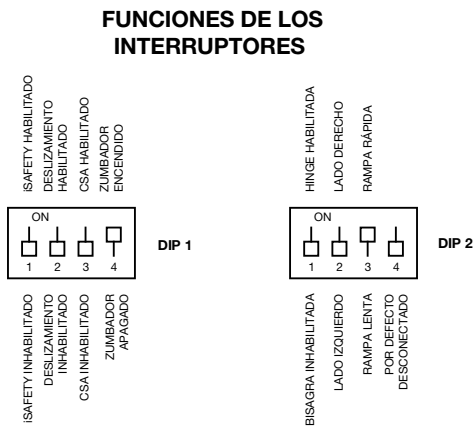 FUNCIONES DE LOS
INTERRUPTORES
iSAFETY HABILITADO
DESLIZAMIENTO
HABILITADO
CSA HABILITADO
ZUMBADOR
ENCENDIDO
ON
1 2 3 4
DIP 1
iSAFETY INHABILITADO
DESLIZAMIENTO
INHABILITADO
CSA INHABILITADO
ZUMBADOR
APAGADO
HINGE HABILITADA
LADO DERECHO
RAMPA RÁPIDA
ON
1 2 3 4
DIP 2
BISAGRA INHABILITADA
LADO IZQUIERDO
RAMPA LENTA
POR DEFECTO
DESCONECTADO